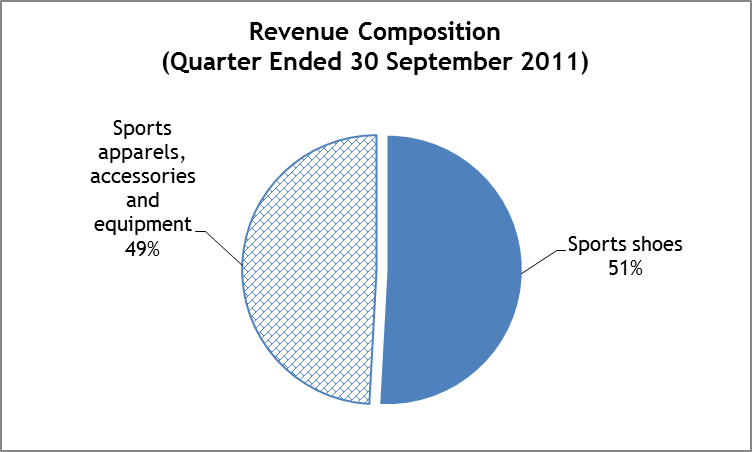 Revenue Composition
(Quarter Ended 30 September 2011)
Sports
apparels,
accessories
and
equipment
49%
Sports shoes
51%